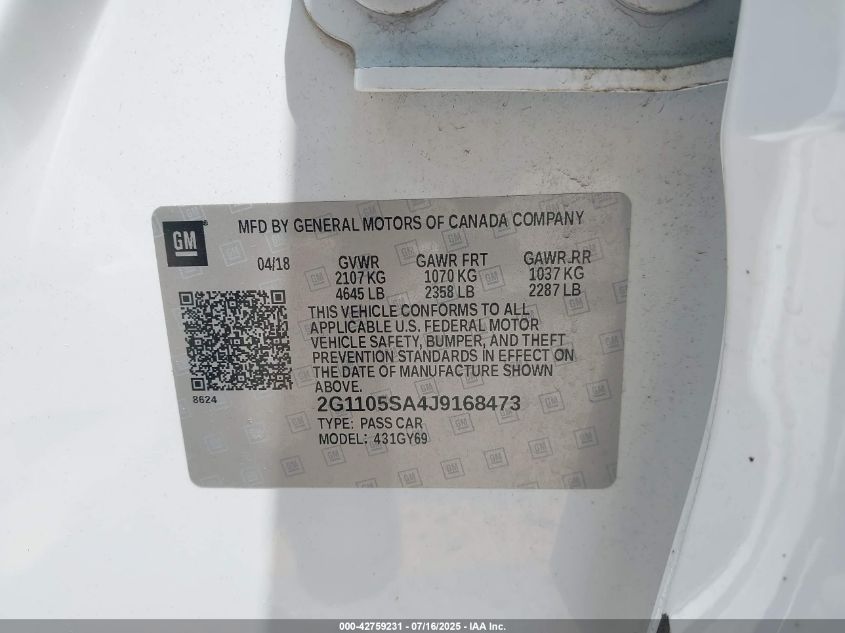 GM
MFD BY GENERAL MOTORS OF CANADA COMPANY
04/18
GVWR GAWR FRT GAWR RR
2107 KG 1070 KG 1037 KG
4645 LB 2358 LB 2287 LB
THIS VEHICLE CONFORMS TO ALL
APPLICABLE U.S. FEDERAL MOTOR
VEHICLE SAFETY, BUMPER, AND THEFT
PREVENTION STANDARDS IN EFFECT ON
THE DATE OF MANUFACTURE SHOWN
ABOVE.
8624
2G1105SA4J9168473
TYPE: PASS CAR
MODEL: 431GY69
000-42759231 - 07/16/2025 - IAA Inc.